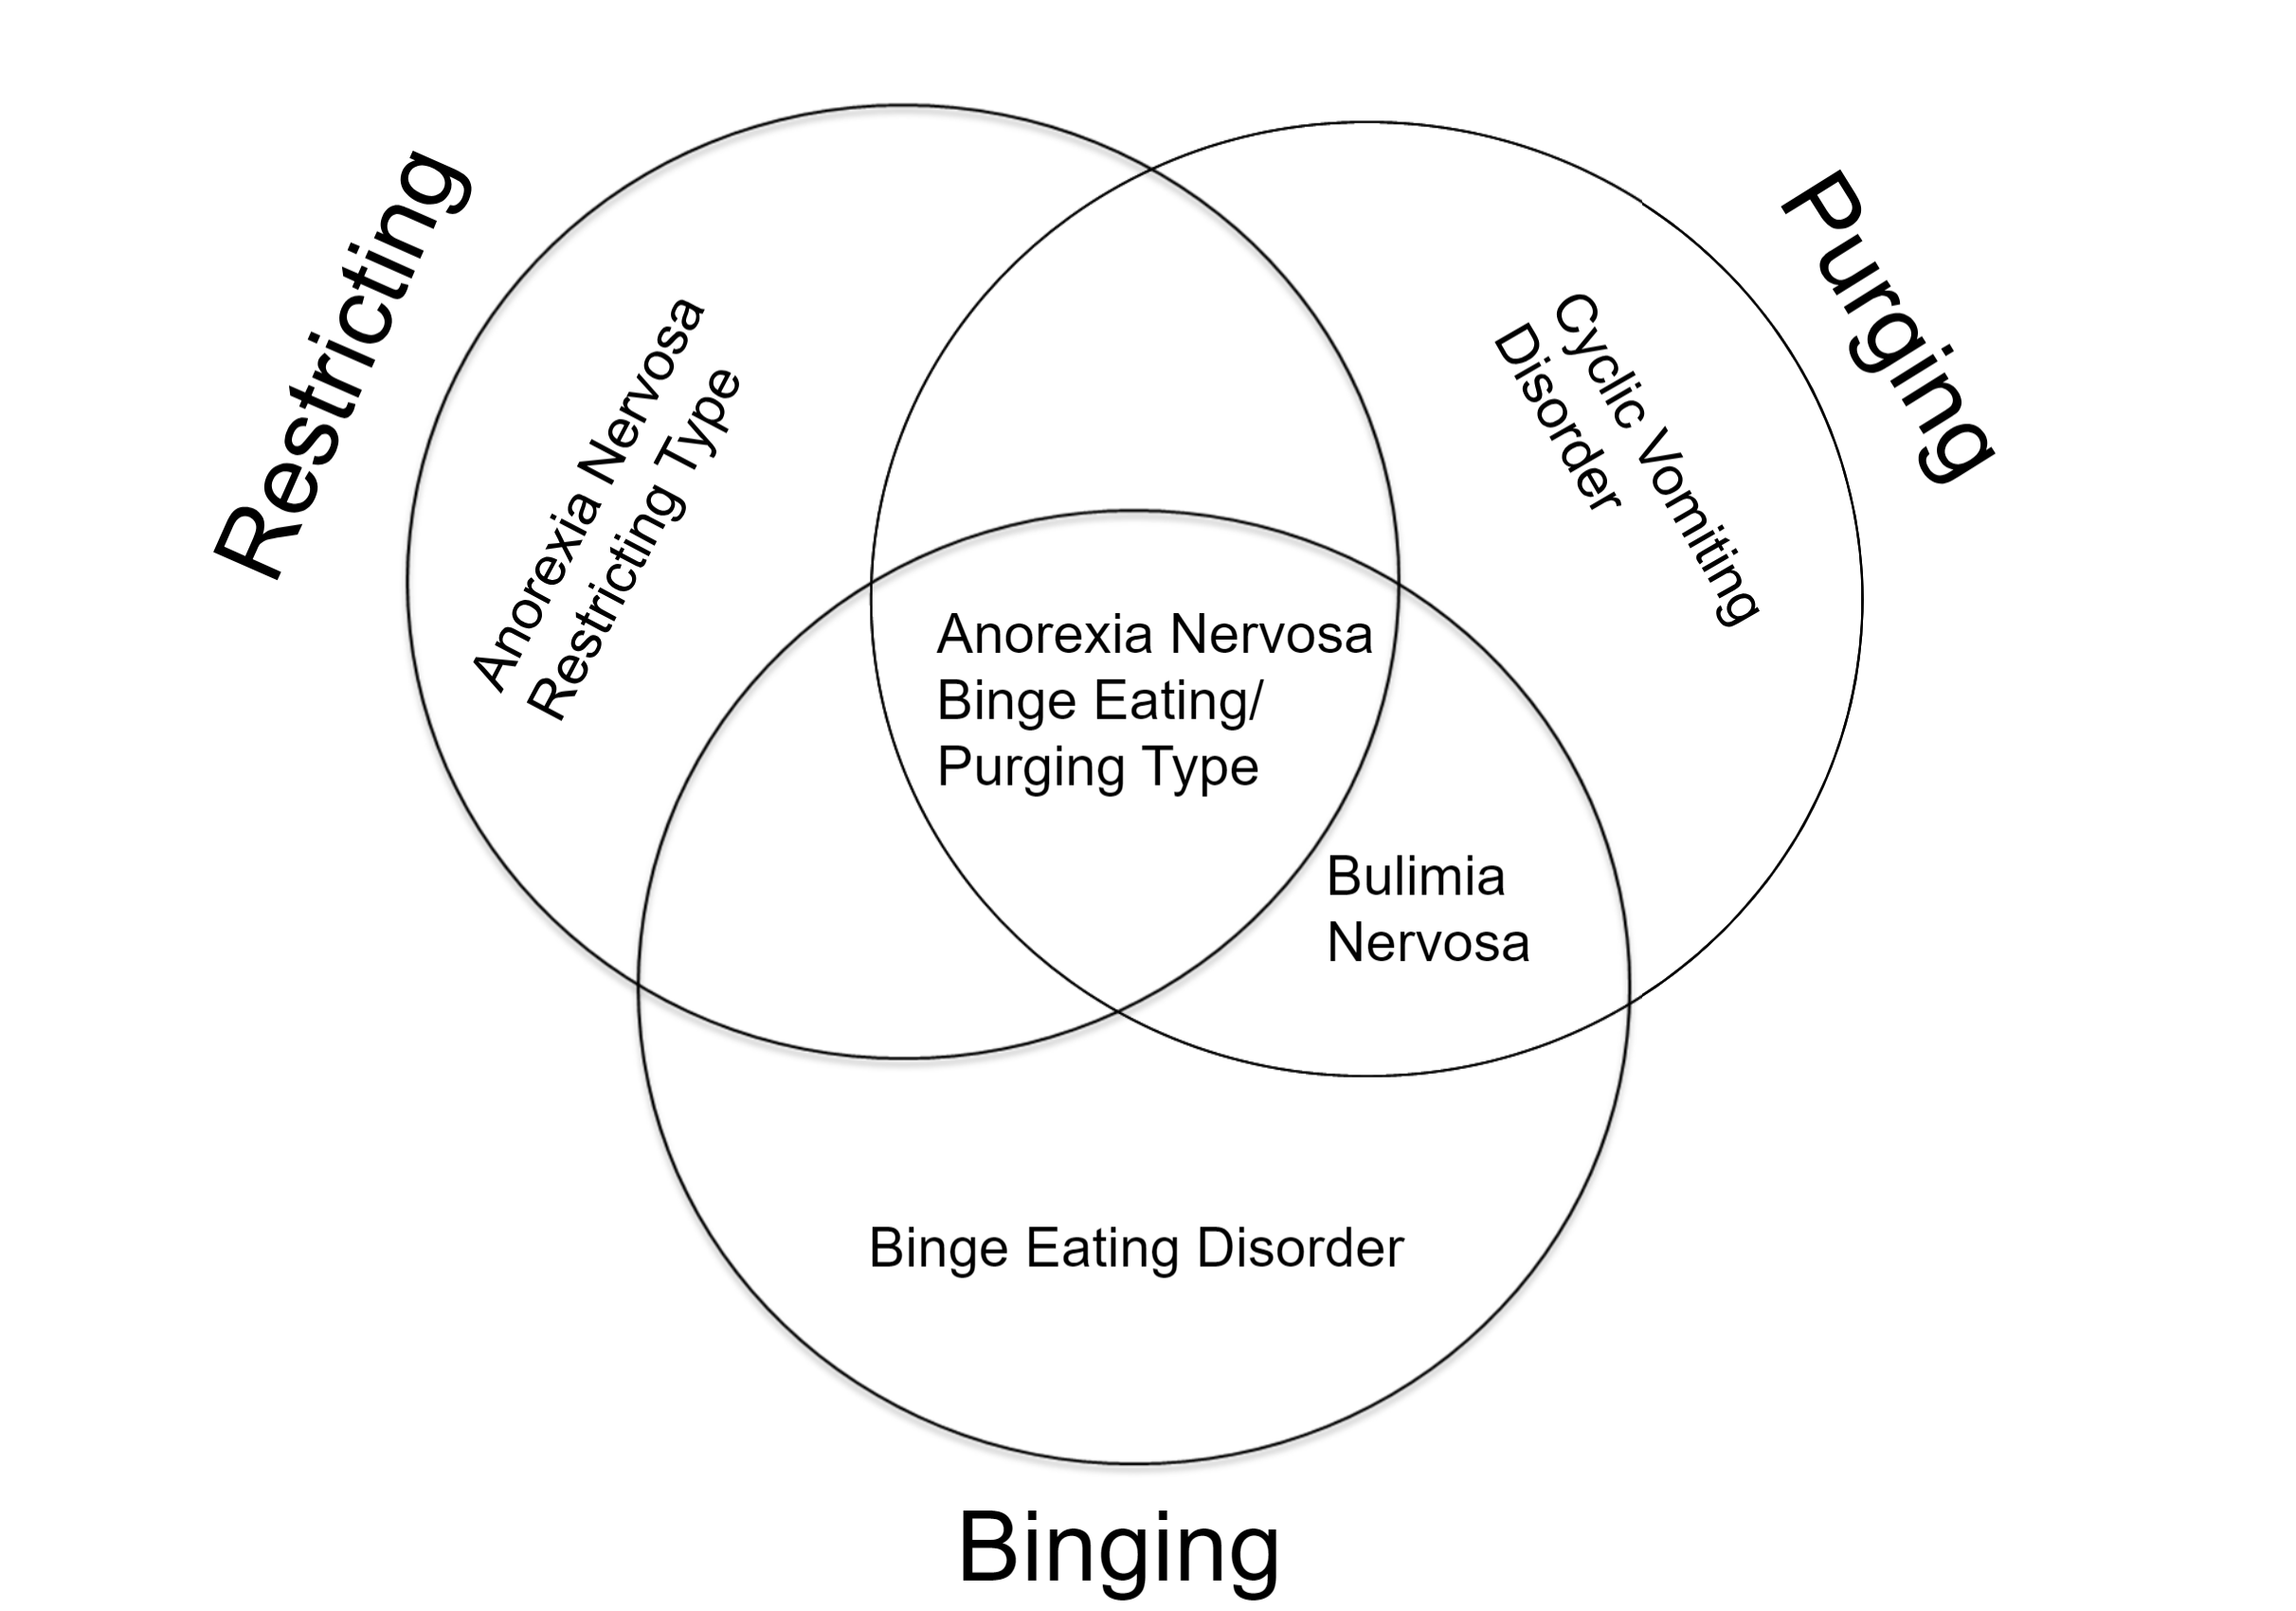 Restricting
Purging
Anorexia Nervosa
Restricting Type
Cyclic Vomiting
Disorder
Anorexia Nervosa
Binge Eating/
Purging Type
Bulimia
Nervosa
Binge Eating Disorder
Binging